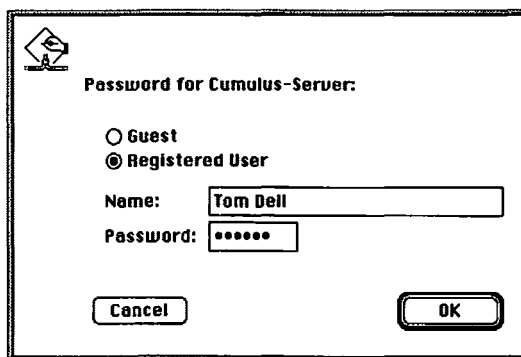 Password for Cumulus-Server:
Guest
Registered User
Name: Tom Dell
Password: ••••••
Cancel OK